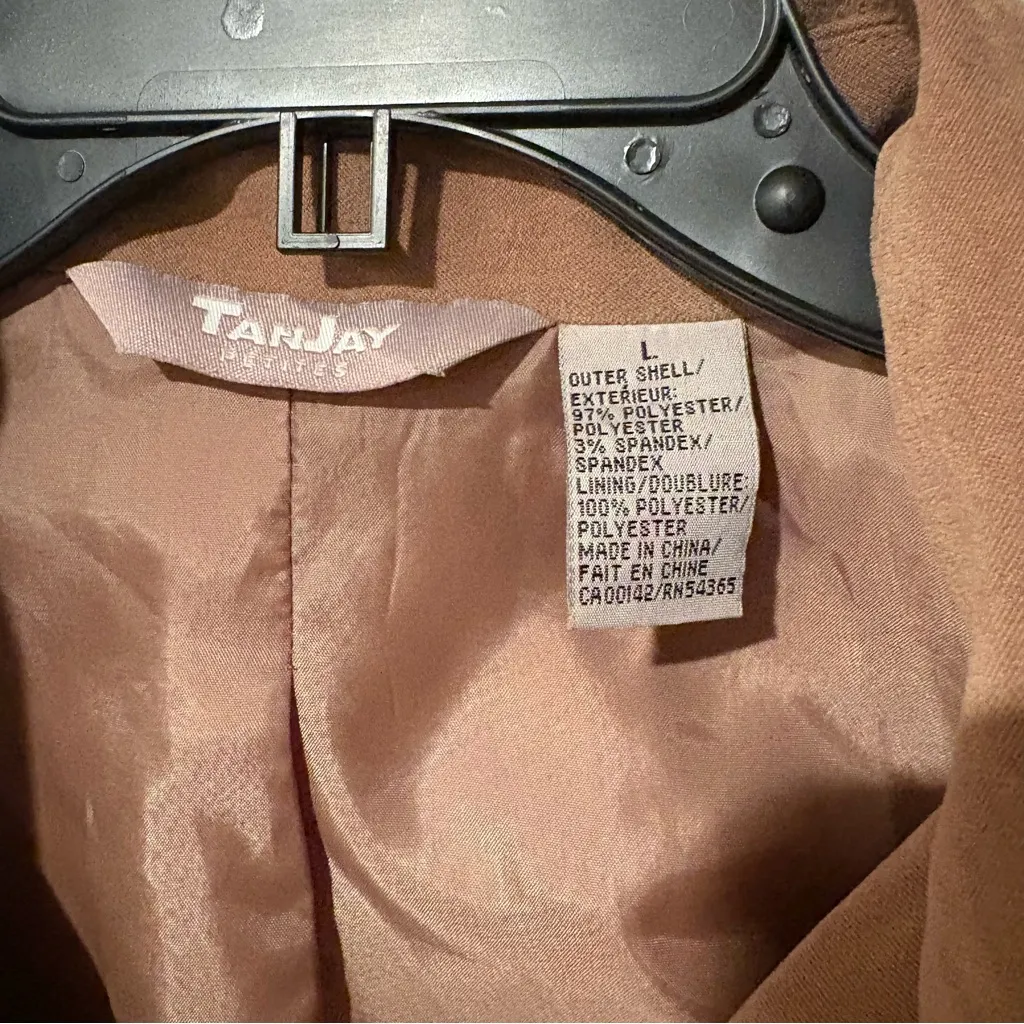 TANJAY
PETITES
L
OUTER SHELL/
EXTÉRIEUR:
97% POLYESTER/
POLYESTER
3% SPANDEX/
SPANDEX
LINING/DOUBLURE:
100% POLYESTER/
POLYESTER
MADE IN CHINA/
FAIT EN CHINE
CA00142/RN54365